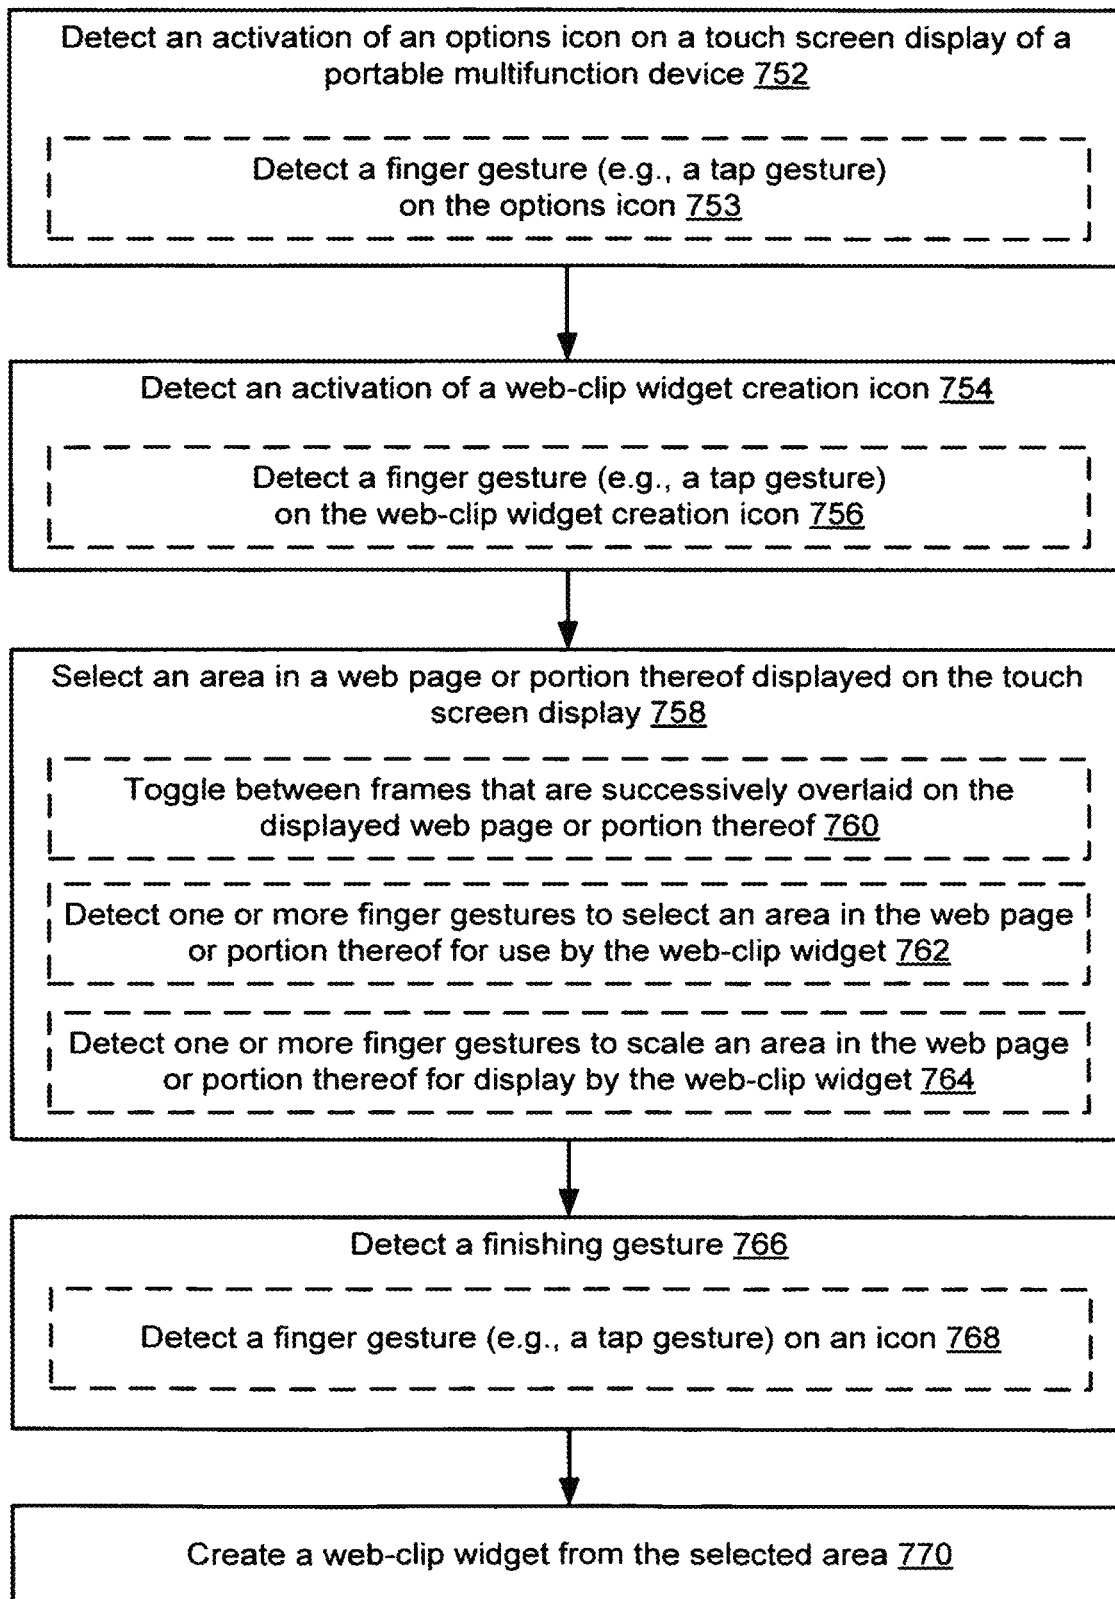 Detect an activation of an options icon on a touch screen display of a
portable multifunction device 752
Detect a finger gesture (e.g., a tap gesture)
on the options icon 753
Detect an activation of a web-clip widget creation icon 754
Detect a finger gesture (e.g., a tap gesture)
on the web-clip widget creation icon 756
Select an area in a web page or portion thereof displayed on the touch
screen display 758
Toggle between frames that are successively overlaid on the
displayed web page or portion thereof 760
Detect one or more finger gestures to select an area in the web page
or portion thereof for use by the web-clip widget 762
Detect one or more finger gestures to scale an area in the web page
or portion thereof for display by the web-clip widget 764
Detect a finishing gesture 766
Detect a finger gesture (e.g., a tap gesture) on an icon 768
Create a web-clip widget from the selected area 770